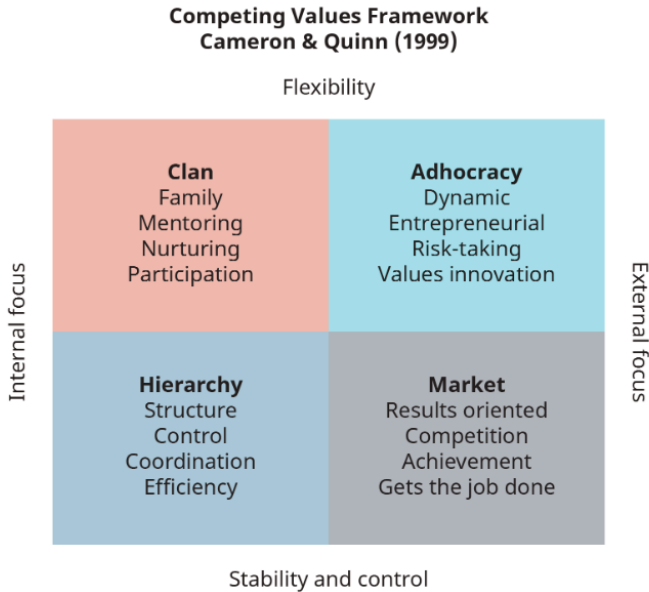 Competing Values Framework
Cameron & Quinn (1999)
Flexibility
Internal focus
Clan
Family
Mentoring
Nurturing
Participation
Adhocracy
Dynamic
Entrepreneurial
Risk-taking
Values innovation
External focus
Hierarchy
Structure
Control
Coordination
Efficiency
Market
Results oriented
Competition
Achievement
Gets the job done
Stability and control